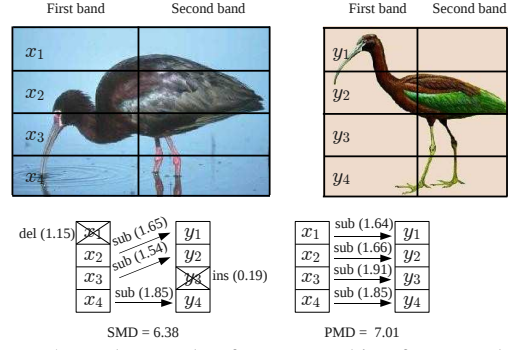 First band Second band First band Second band
x1 y1
x2 y2
x3 y3
x4 y4
del (1.15) x1 sub (1.65) y1 x1 sub (1.64) y1
x2 sub (1.54) y2 x2 sub (1.66) y2
x3 y3 ins (0.19) x3 sub (1.91) y3
x4 sub (1.85) y4 x4 sub (1.85) y4
SMD = 6.38 PMD = 7.01